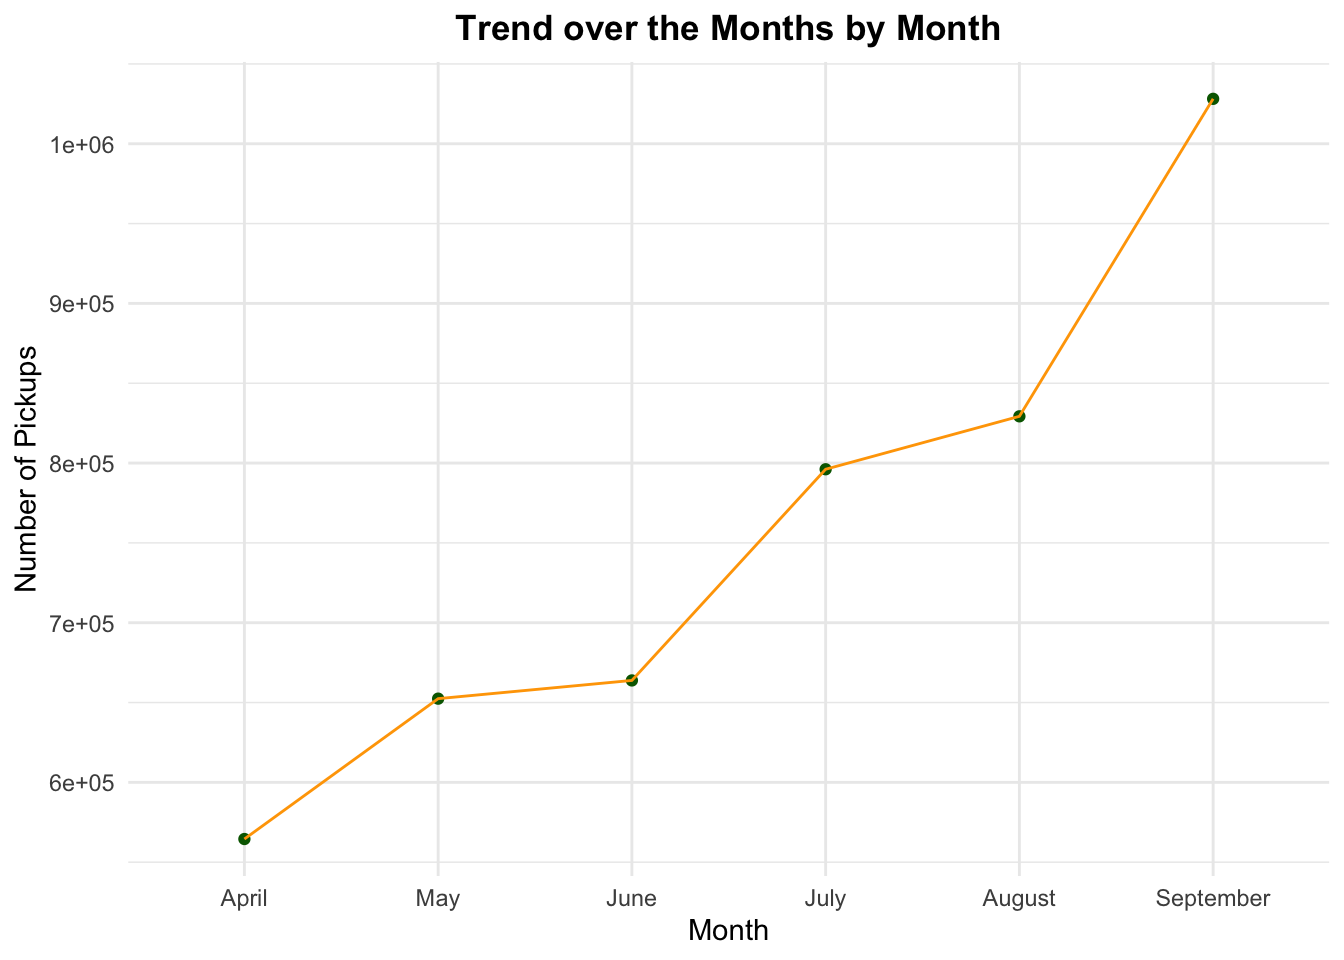 Trend over the Months by Month
Number of Pickups
1e+06
9e+05
8e+05
7e+05
6e+05
April May June July August September
Month